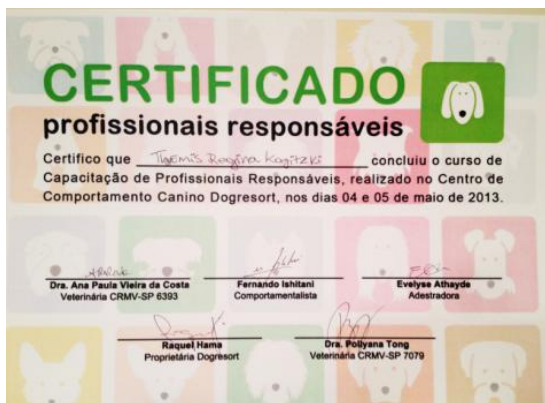 CERTIFICADO
profissionais responsáveis
Certifico que Thyemis Regina Kogitzki concluiu o curso de
Capacitação de Profissionais Responsáveis, realizado no Centro de
Comportamento Canino Dogresort, nos dias 04 e 05 de maio de 2013.
Dra. Ana Paula Vieira da Costa
Veterinária CRMV-SP 6393
Fernando Ishitani
Comportamentalista
Evelyse Athayde
Adestradora
Raquel Hama
Proprietária Dogresort
Dra. Pollyana Tong
Veterinária CRMV-SP 7079